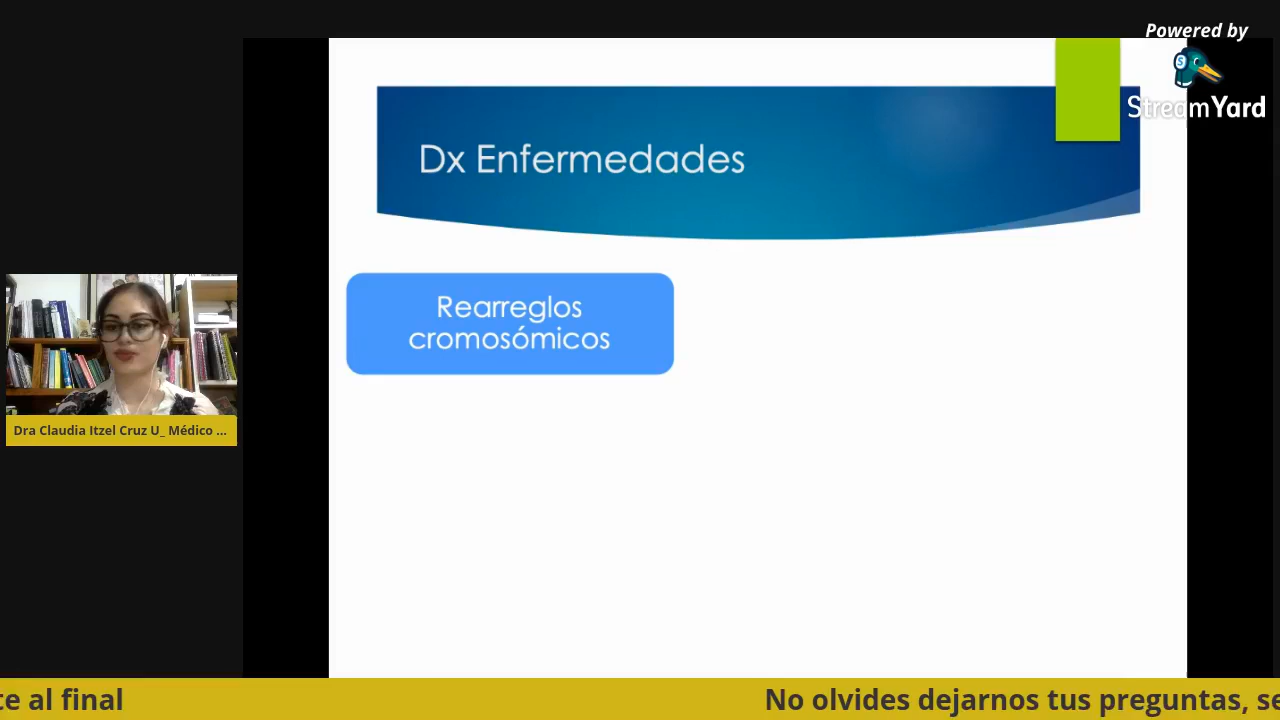 Powered by
StreamYard
Dx Enfermedades
Rearreglos
cromosómicos
Dra Claudia Itzel Cruz U_ Médico ...
te al final
No olvides dejarnos tus preguntas, se